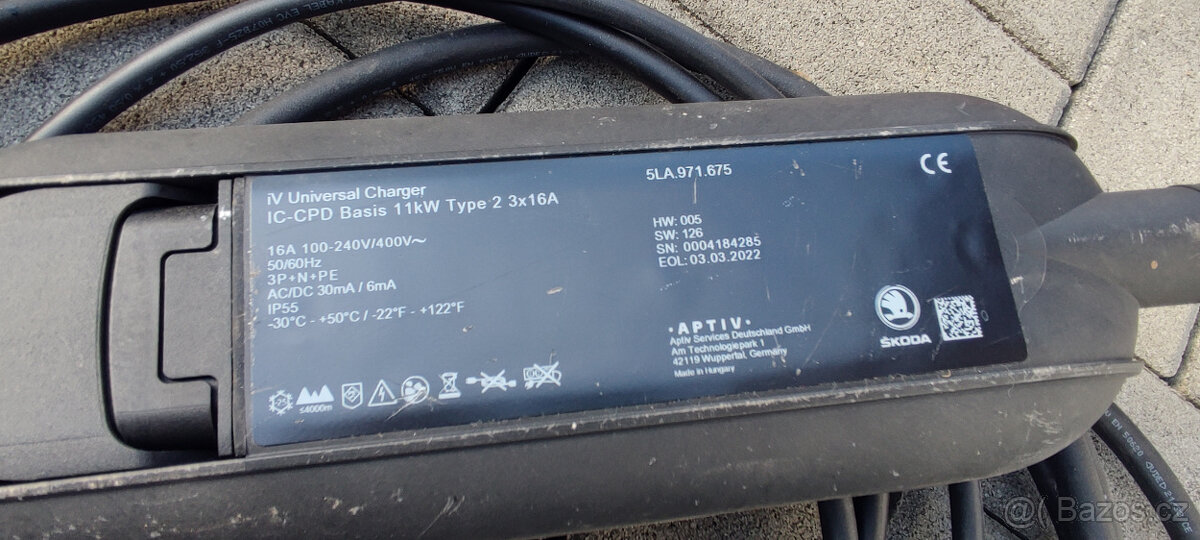 iV Universal Charger
IC-CPD Basis 11kW Type 2 3x16A
16A 100-240V/400V~
50/60Hz
3P+N+PE
AC/DC 30mA / 6mA
IP55
-30°C - +50°C / -22°F - +122°F
≤4000m
5LA.971.675
HW: 005
SW: 126
SN: 0004184285
EOL: 03.03.2022
CE
·APTIV·
Aptiv Services Deutschland GmbH
Am Technologiepark 1
42119 Wuppertal, Germany
Made in Hungary
ŠKODA
EN 50620
Bazos.cz